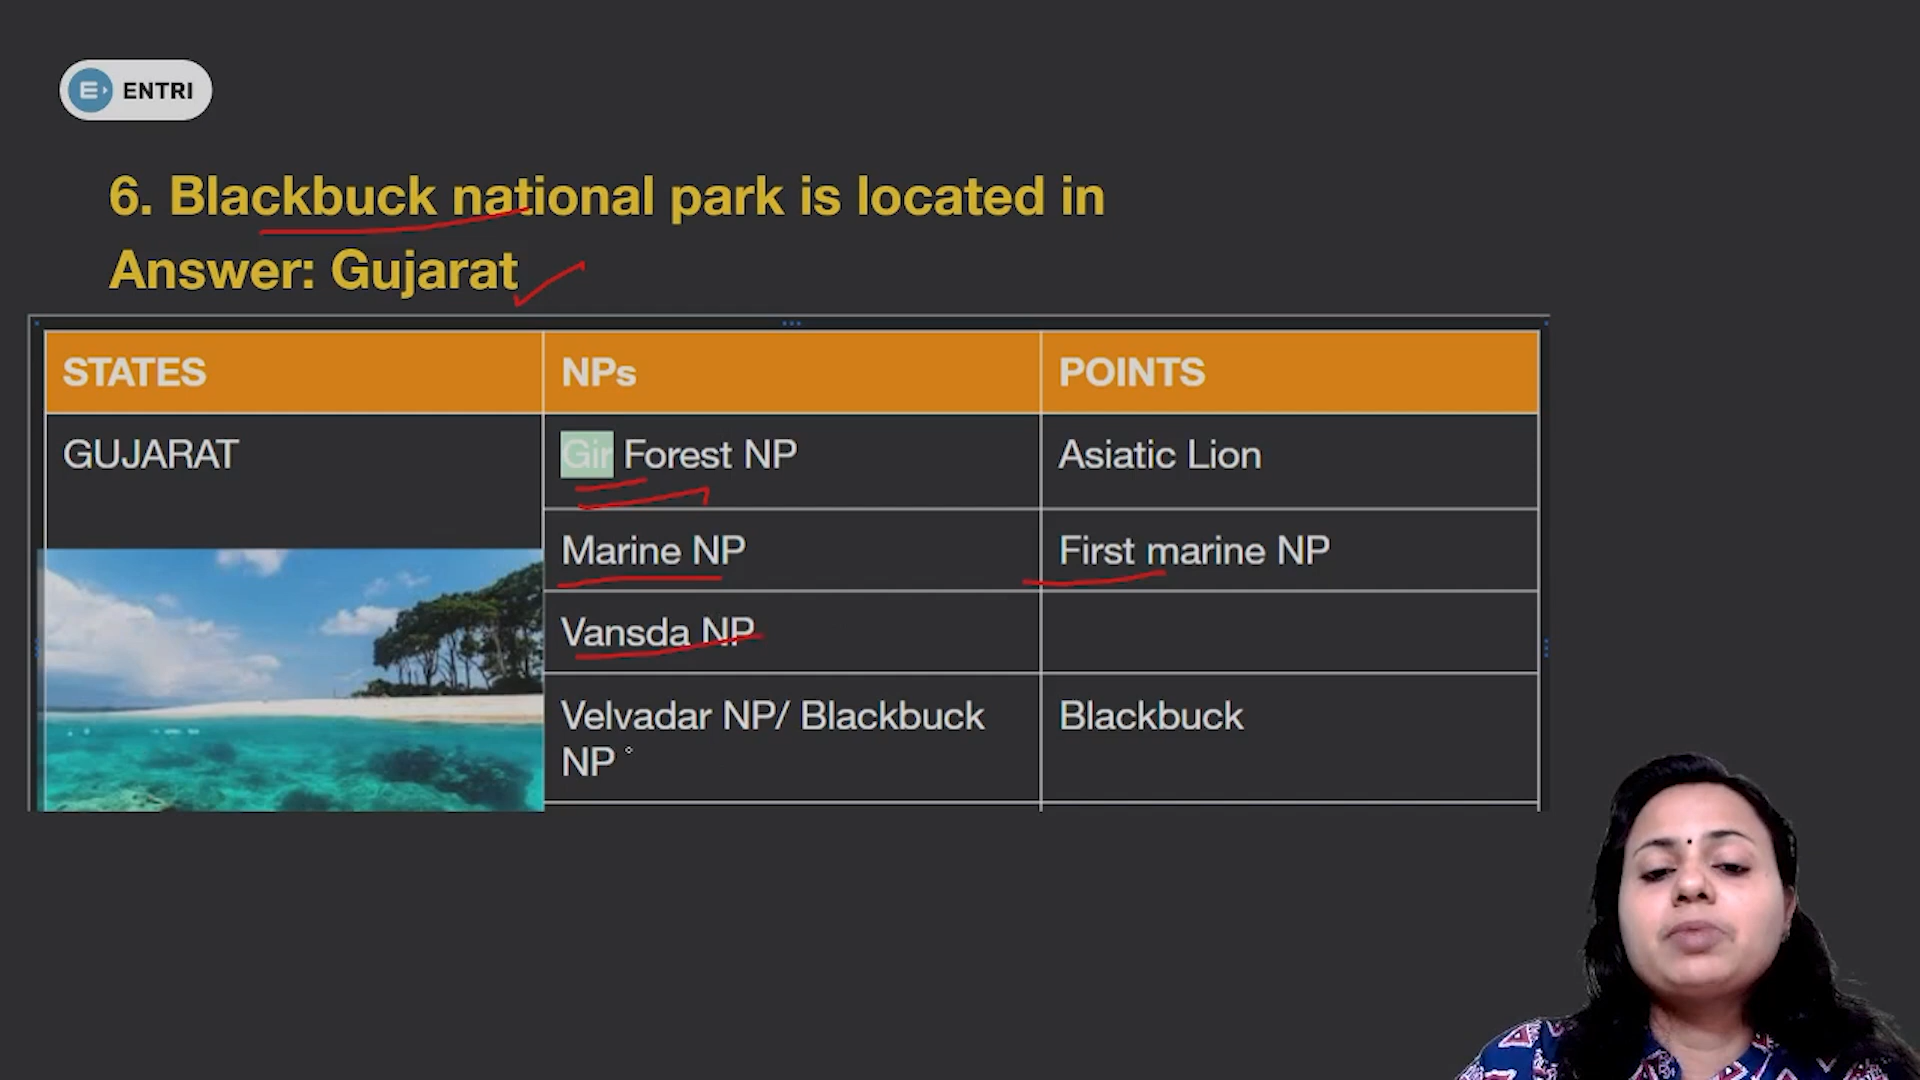 ENTRI
6. Blackbuck national park is located in
Answer: Gujarat
STATES NPs POINTS
GUJARAT Gir Forest NP Asiatic Lion
Marine NP First marine NP
Vansda NP
Velvadar NP/ Blackbuck Blackbuck
NP